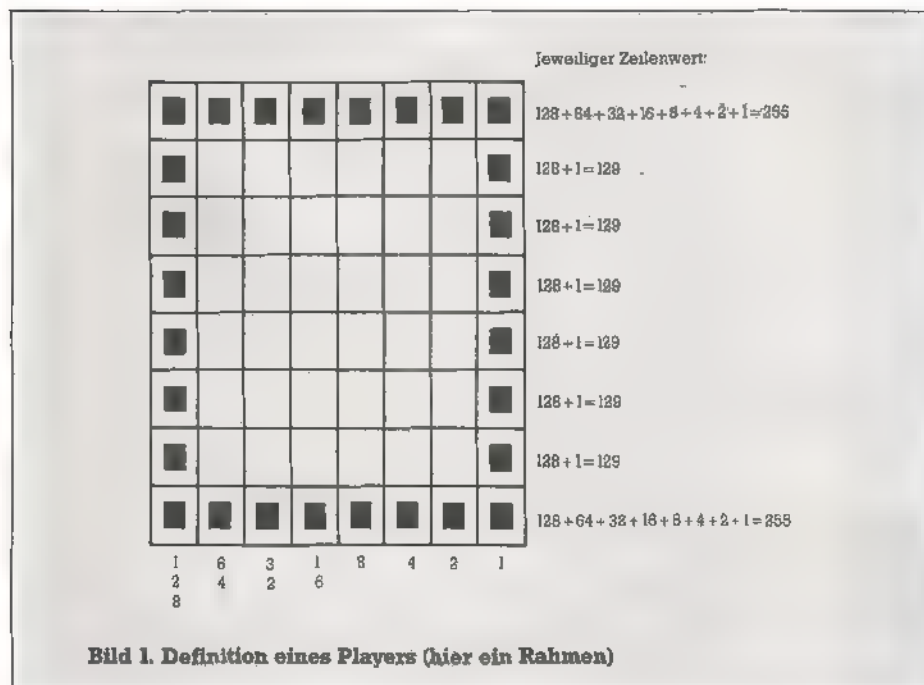 Jeweiliger Zeilenwert:
128+64+32+16+8+4+2+1=255
128+1=129
128+1=129
128+1=129
128+1=129
128+1=129
128+1=129
128+64+32+16+8+4+2+1=255
1 6 3 1 8 4 2 1
2 4 2 6
8
Bild 1. Definition eines Players (hier ein Rahmen)